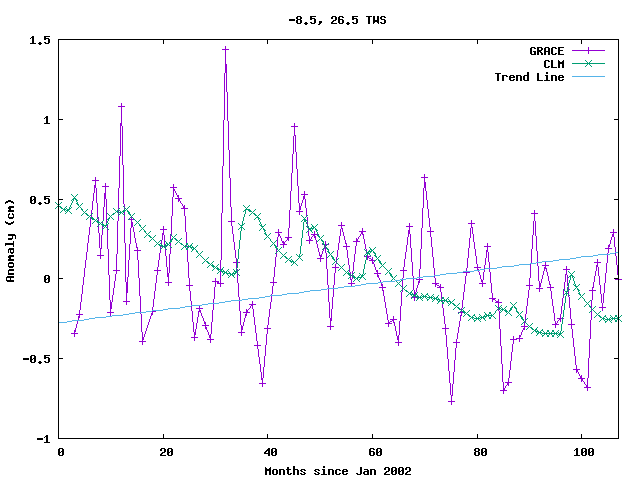 -8.5, 26.5 TWS
GRACE
CLM
Trend Line
1.5
1
0.5
0
-0.5
-1
Anomaly (cm)
0 20 40 60 80 100
Months since Jan 2002